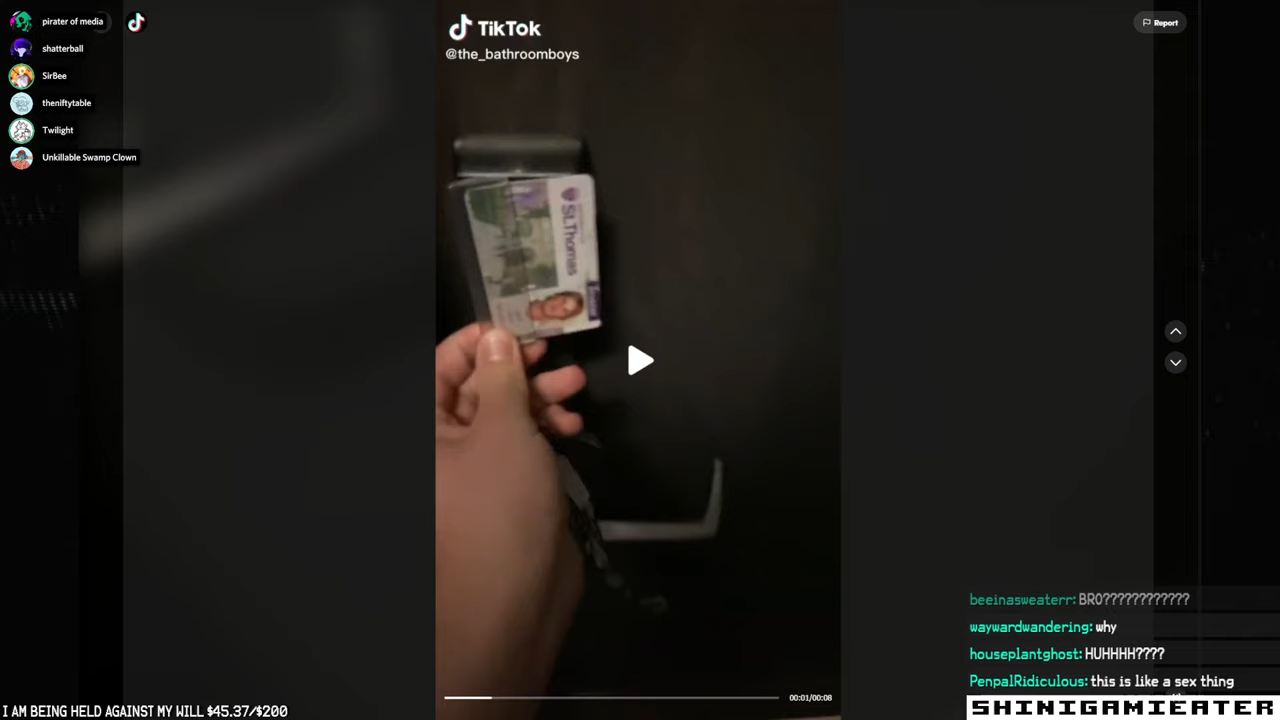 pirater of media
shatterball
SirBee
theniftytable
Twilight
Unkillable Swamp Clown
TikTok
@the_bathroomboys
Report
St.Thomas
00:01/00:08
beeinasweaterr: BRO????????????
waywardwandering: why
houseplantghost: HUHHHH????
PenpalRidiculous: this is like a sex thing
I AM BEING HELD AGAINST MY WILL $45.37/$200
SHINIGAMIEATER